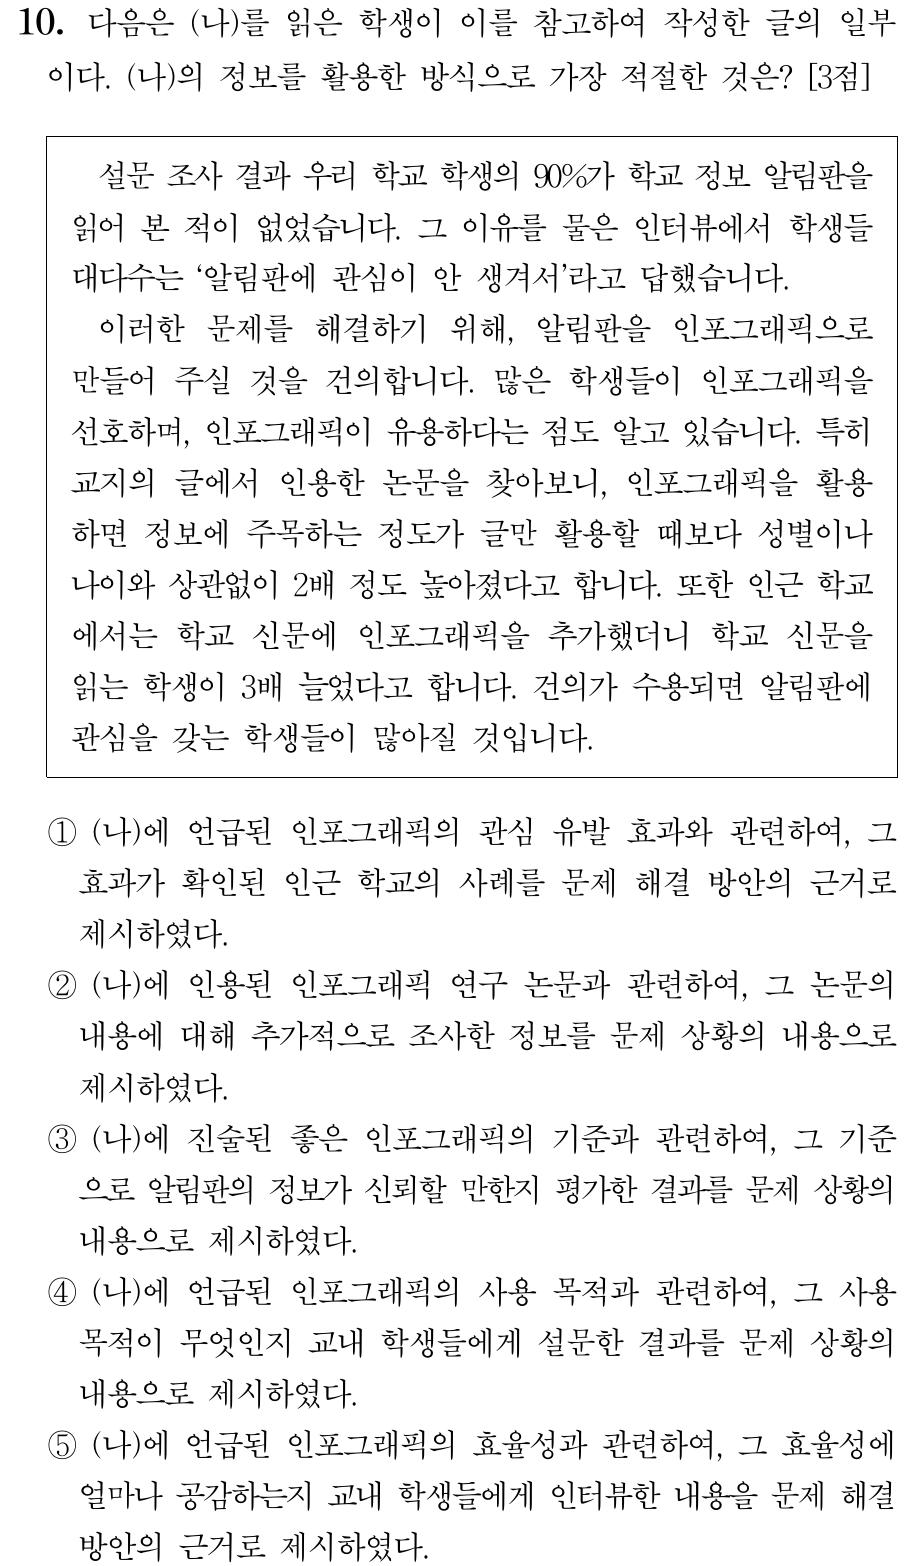 10. 다음은 (나)를 읽은 학생이 이를 참고하여 작성한 글의 일부
이다. (나)의 정보를 활용한 방식으로 가장 적절한 것은? [3점]
설문 조사 결과 우리 학교 학생의 90%가 학교 정보 알림판을
읽어 본 적이 없었습니다. 그 이유를 물은 인터뷰에서 학생들
대다수는 ‘알림판에 관심이 안 생겨서’라고 답했습니다.
이러한 문제를 해결하기 위해, 알림판을 인포그래픽으로
만들어 주실 것을 건의합니다. 많은 학생들이 인포그래픽을
선호하며, 인포그래픽이 유용하다는 점도 알고 있습니다. 특히
교지의 글에서 인용한 논문을 찾아보니, 인포그래픽을 활용
하면 정보에 주목하는 정도가 글만 활용할 때보다 성별이나
나이와 상관없이 2배 정도 높아졌다고 합니다. 또한 인근 학교
에서는 학교 신문에 인포그래픽을 추가했더니 학교 신문을
읽는 학생이 3배 늘었다고 합니다. 건의가 수용되면 알림판에
관심을 갖는 학생들이 많아질 것입니다.
① (나)에 언급된 인포그래픽의 관심 유발 효과와 관련하여, 그
효과가 확인된 인근 학교의 사례를 문제 해결 방안의 근거로
제시하였다.
② (나)에 인용된 인포그래픽 연구 논문과 관련하여, 그 논문의
내용에 대해 추가적으로 조사한 정보를 문제 상황의 내용으로
제시하였다.
③ (나)에 진술된 좋은 인포그래픽의 기준과 관련하여, 그 기준
으로 알림판의 정보가 신뢰할 만한지 평가한 결과를 문제 상황의
내용으로 제시하였다.
④ (나)에 언급된 인포그래픽의 사용 목적과 관련하여, 그 사용
목적이 무엇인지 교내 학생들에게 설문한 결과를 문제 상황의
내용으로 제시하였다.
⑤ (나)에 언급된 인포그래픽의 효율성과 관련하여, 그 효율성에
얼마나 공감하는지 교내 학생들에게 인터뷰한 내용을 문제 해결
방안의 근거로 제시하였다.